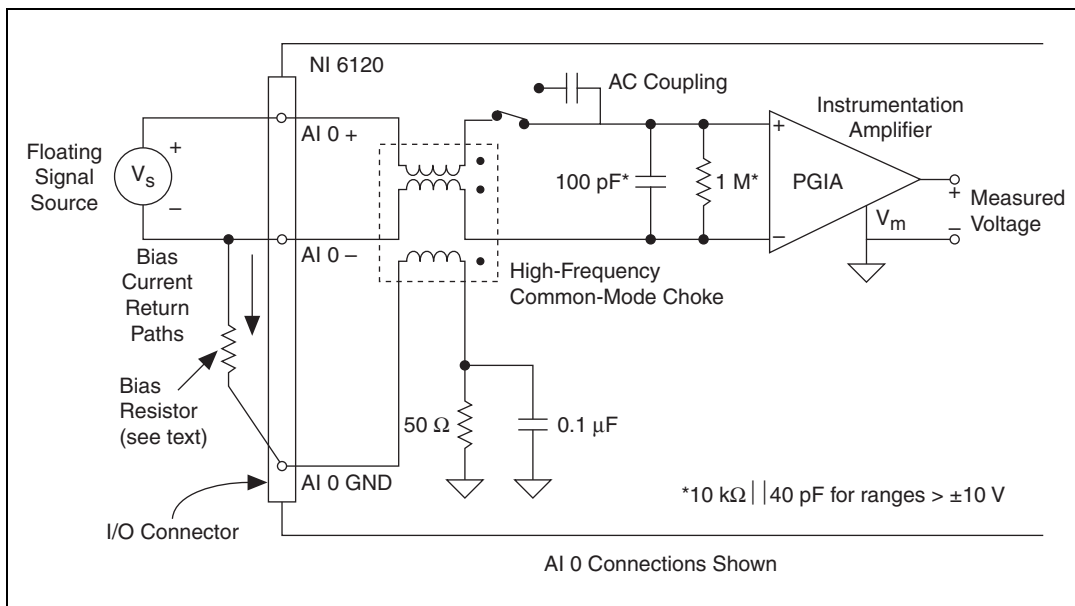 NI 6120
AC Coupling
Instrumentation
Amplifier
AI 0 +
Floating
Signal
Source
+
Vs
–
100 pF*
1 M*
+
PGIA
–
Vm
+
Measured
–
Voltage
AI 0 –
Bias
Current
Return
Paths
High-Frequency
Common-Mode Choke
Bias
Resistor
(see text)
50 Ω
0.1 µF
AI 0 GND
*10 kΩ||40 pF for ranges > ±10 V
I/O Connector
AI 0 Connections Shown